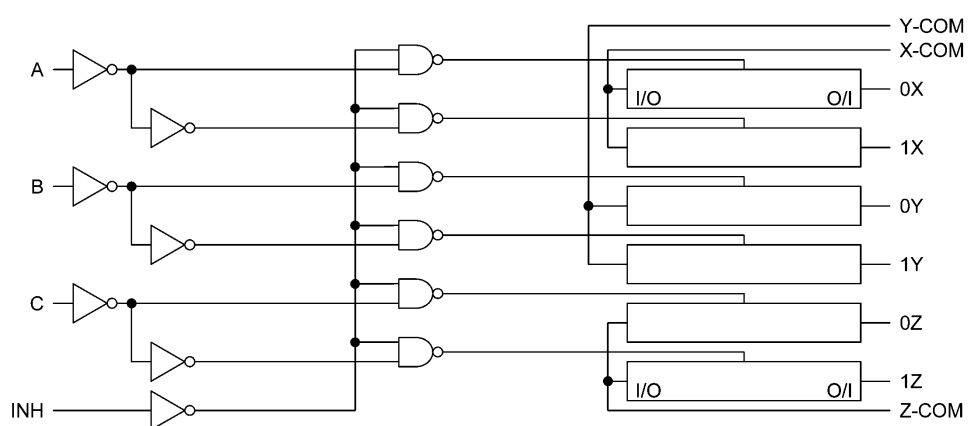 Y-COM
X-COM
A
I/O O/I
0X
1X
B
0Y
1Y
C
0Z
I/O O/I
1Z
INH
Z-COM